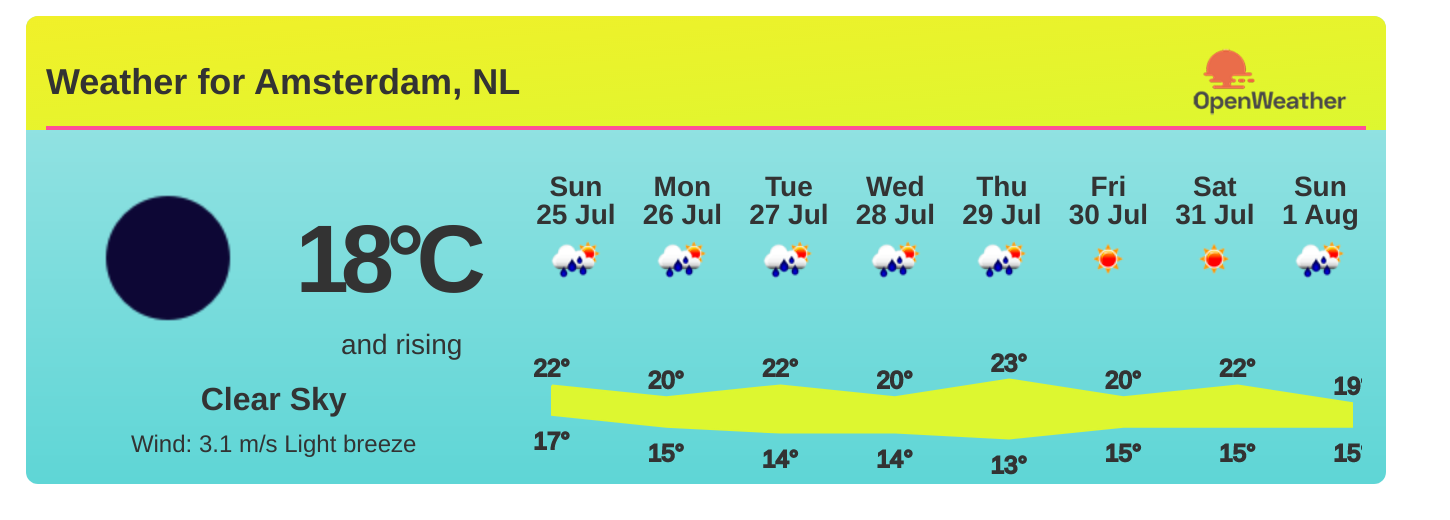 Weather for Amsterdam, NL
OpenWeather
18°C
and rising
Clear Sky
Wind: 3.1 m/s Light breeze
Sun Mon Tue Wed Thu Fri Sat Sun
25 Jul 26 Jul 27 Jul 28 Jul 29 Jul 30 Jul 31 Jul 1 Aug
22° 20° 22° 20° 23° 20° 22° 19°
17° 15° 14° 14° 13° 15° 15° 15°